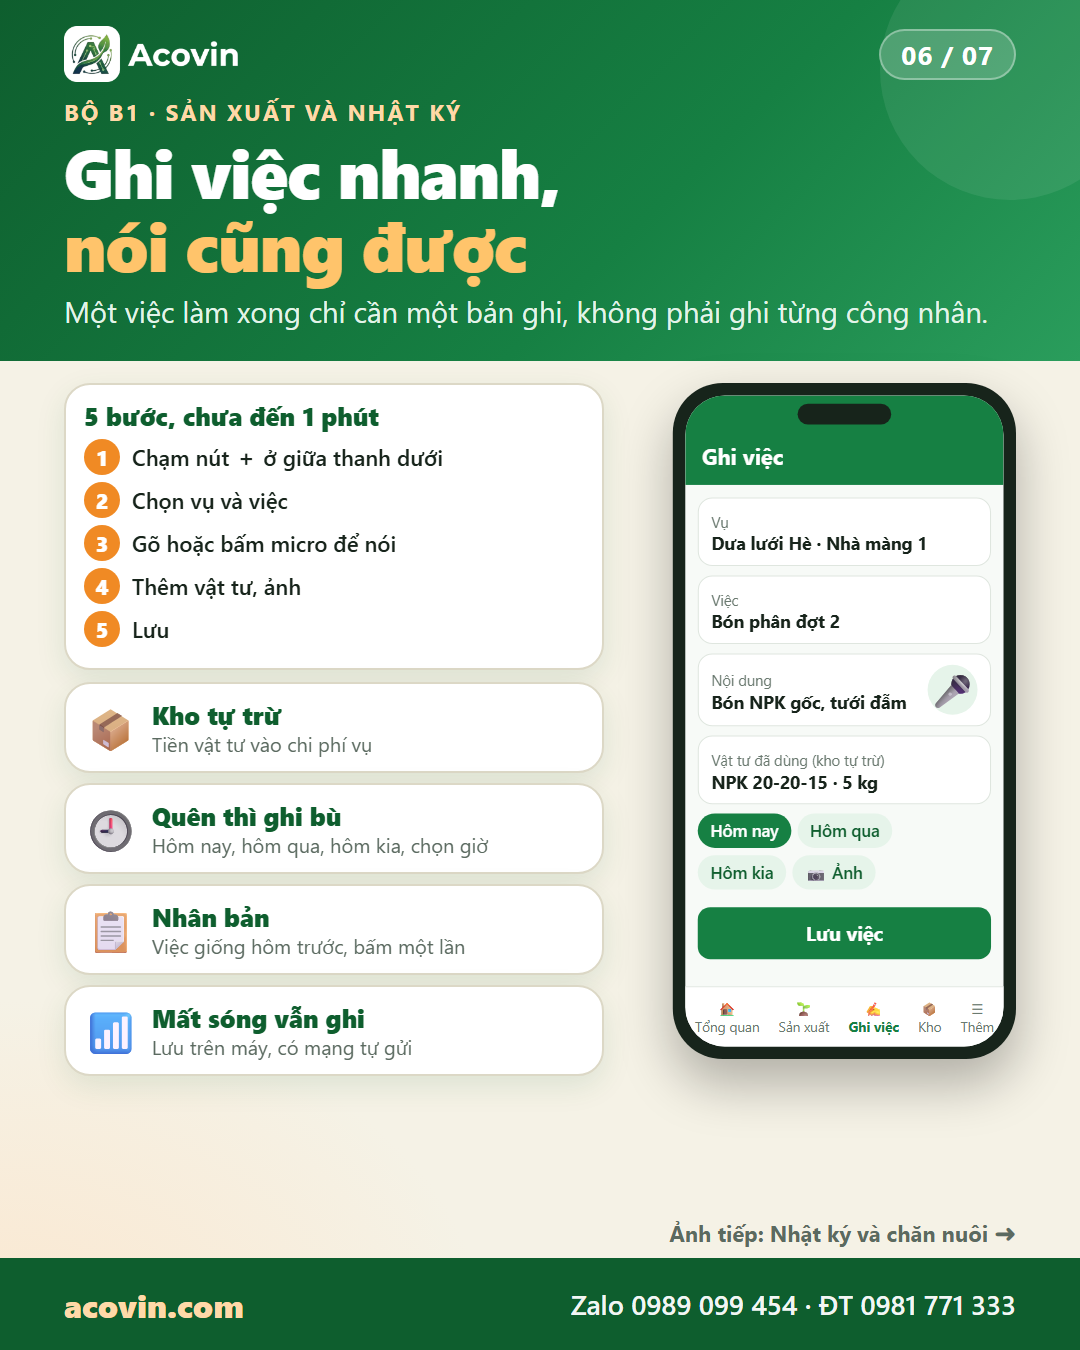 Acovin
06 / 07
BỘ B1 · SẢN XUẤT VÀ NHẬT KÝ
Ghi việc nhanh,
nói cũng được
Một việc làm xong chỉ cần một bản ghi, không phải ghi từng công nhân.
5 bước, chưa đến 1 phút
1 Chạm nút + ở giữa thanh dưới
2 Chọn vụ và việc
3 Gõ hoặc bấm micro để nói
4 Thêm vật tư, ảnh
5 Lưu
Kho tự trừ
Tiền vật tư vào chi phí vụ
Quên thì ghi bù
Hôm nay, hôm qua, hôm kia, chọn giờ
Nhân bản
Việc giống hôm trước, bấm một lần
Mất sóng vẫn ghi
Lưu trên máy, có mạng tự gửi
Ghi việc
Vụ
Dưa lưới Hè · Nhà màng 1
Việc
Bón phân đợt 2
Nội dung
Bón NPK gốc, tưới đẫm
Vật tư đã dùng (kho tự trừ)
NPK 20-20-15 · 5 kg
Hôm nay Hôm qua
Hôm kia Ảnh
Lưu việc
Tổng quan Sản xuất Ghi việc Kho Thêm
Ảnh tiếp: Nhật ký và chăn nuôi →
acovin.com
Zalo 0989 099 454 · ĐT 0981 771 333